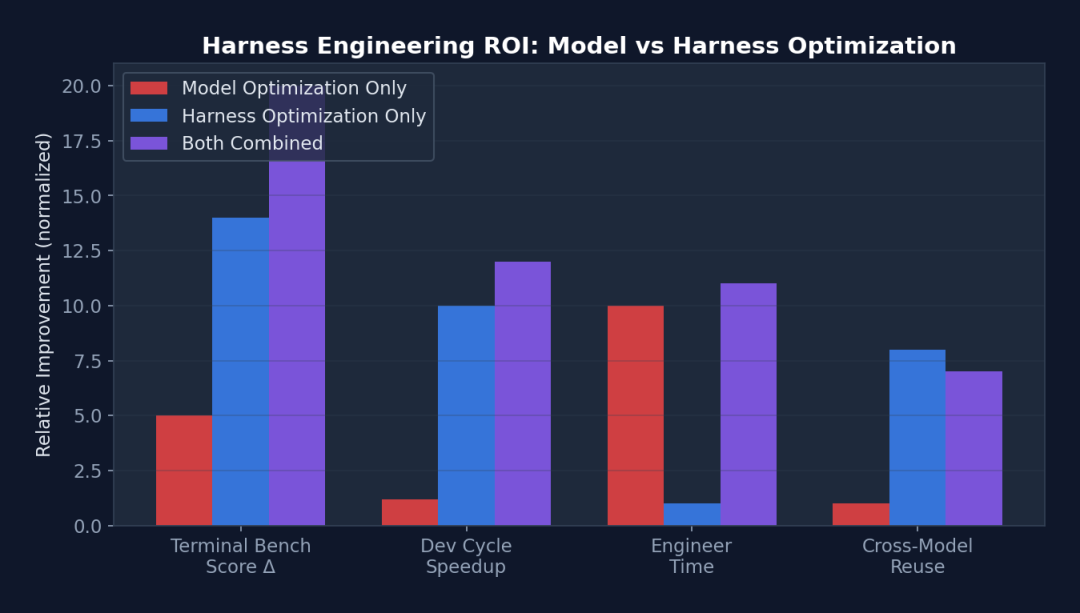 Harness Engineering ROI: Model vs Harness Optimization
Relative Improvement (normalized)
20.0
17.5
15.0
12.5
10.0
7.5
5.0
2.5
0.0
Model Optimization Only
Harness Optimization Only
Both Combined
Terminal Bench
Score Δ
Dev Cycle
Speedup
Engineer
Time
Cross-Model
Reuse